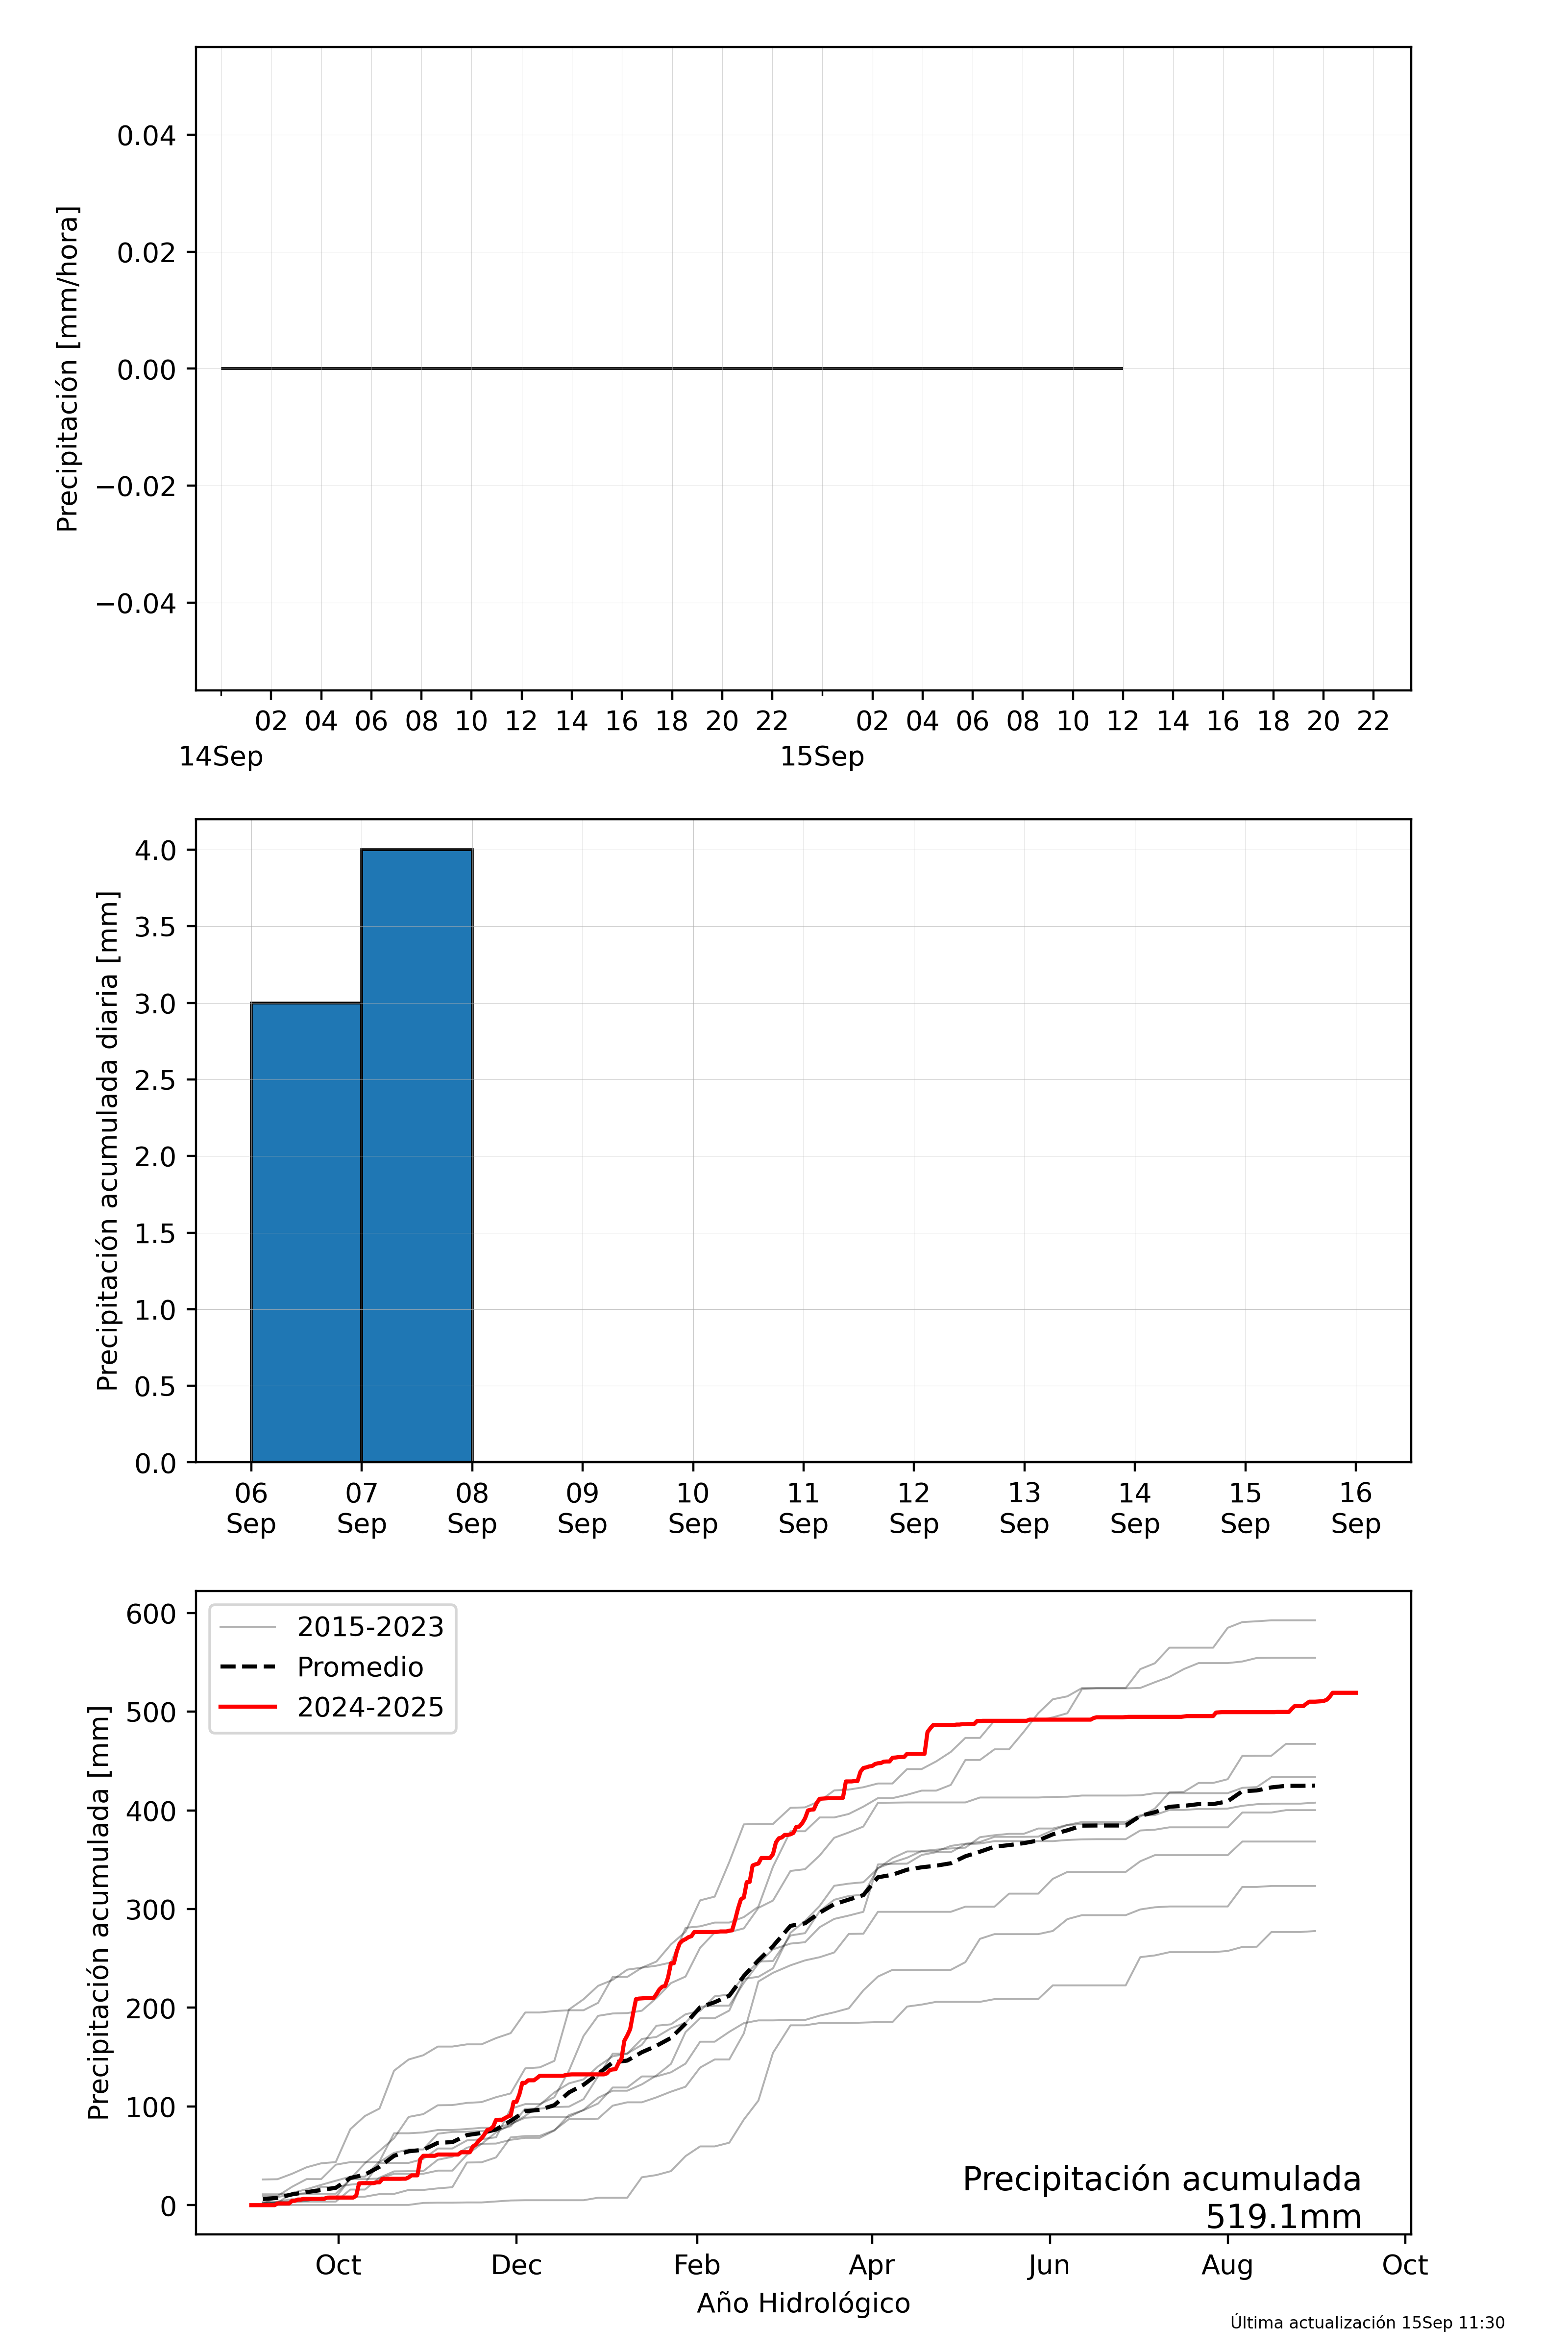 Precipitación [mm/hora]
0.04
0.02
0.00
−0.02
−0.04
02 04 06 08 10 12 14 16 18 20 22 02 04 06 08 10 12 14 16 18 20 22
14Sep 15Sep
Precipitación acumulada diaria [mm]
4.0
3.5
3.0
2.5
2.0
1.5
1.0
0.5
0.0
06 07 08 09 10 11 12 13 14 15 16
Sep Sep Sep Sep Sep Sep Sep Sep Sep Sep Sep
Precipitación acumulada [mm]
600
500
400
300
200
100
0
2015-2023
Promedio
2024-2025
Precipitación acumulada
519.1mm
Oct Dec Feb Apr Jun Aug Oct
Año Hidrológico
Última actualización 15Sep 11:30